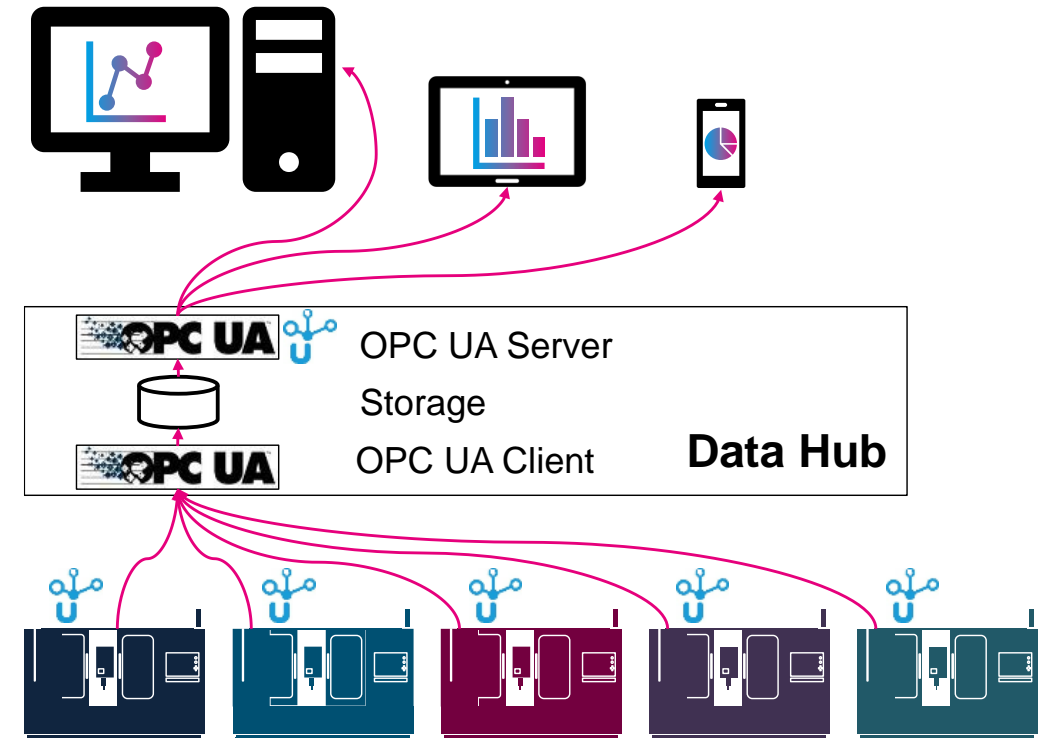 OPC UA
OPC UA Server
Storage
OPC UA
OPC UA Client
Data Hub